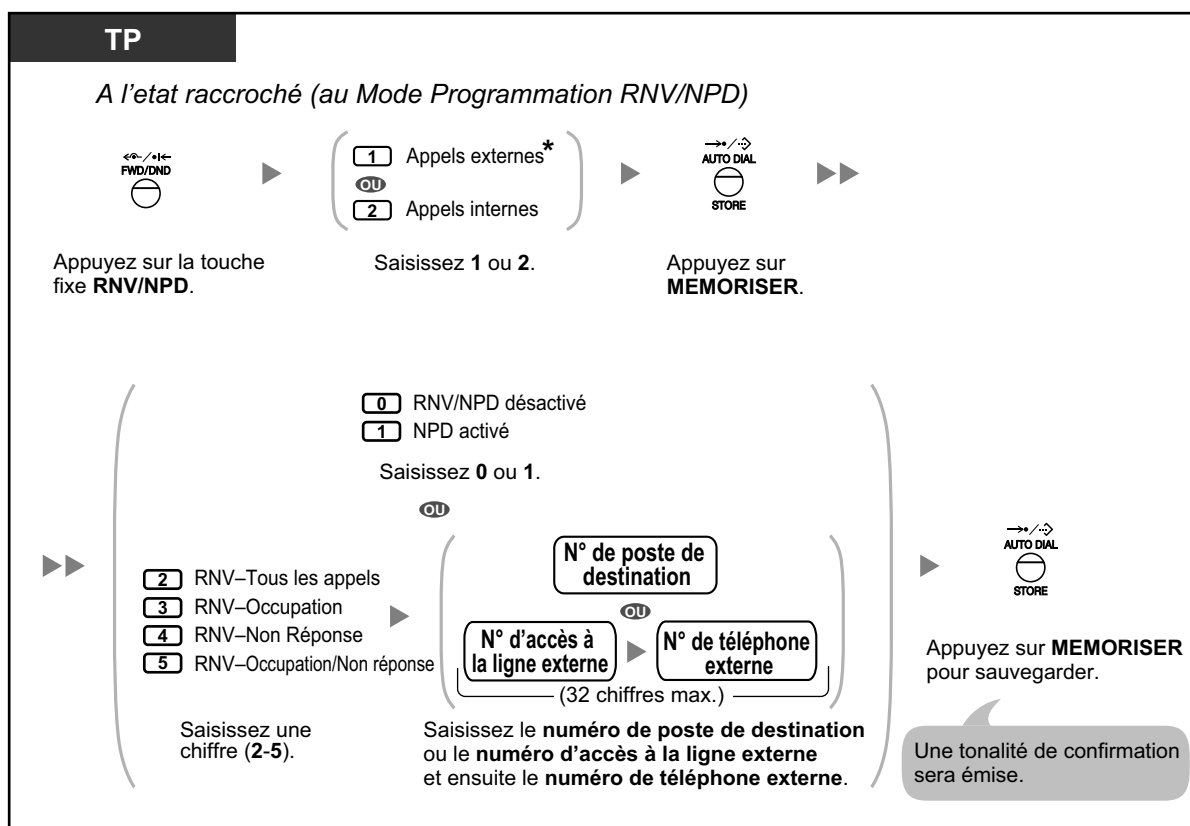 TP
A l'etat raccroché (au Mode Programmation RNV/NPD)
FWD/DND
1 Appels externes*
OU
2 Appels internes
AUTO DIAL
STORE
Appuyez sur la touche
fixe RNV/NPD.
Saisissez 1 ou 2.
Appuyez sur
MEMORISER.
0 RNV/NPD désactivé
1 NPD activé
Saisissez 0 ou 1.
OU
2 RNV–Tous les appels
3 RNV–Occupation
4 RNV–Non Réponse
5 RNV–Occupation/Non réponse
Saisissez une
chiffre (2-5).
N° de poste de
destination
OU
N° d'accès à
la ligne externe
N° de téléphone
externe
(32 chiffres max.)
Saisissez le numéro de poste de destination
ou le numéro d'accès à la ligne externe
et ensuite le numéro de téléphone externe.
AUTO DIAL
STORE
Appuyez sur MEMORISER
pour sauvegarder.
Une tonalité de confirmation
sera émise.